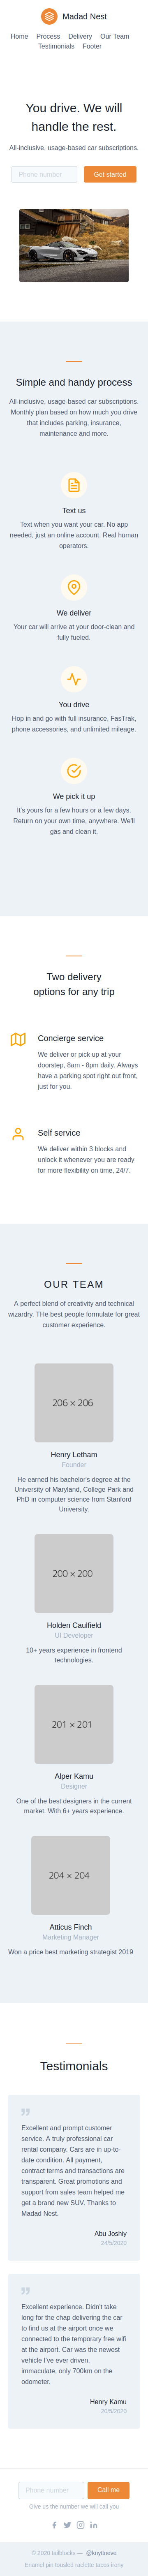 Madad Nest
Home Process Delivery Our Team
Testimonials Footer
You drive. We will
handle the rest.
All-inclusive, usage-based car subscriptions.
Phone number Get started
Simple and handy process
All-inclusive, usage-based car subscriptions.
Monthly plan based on how much you drive
that includes parking, insurance,
maintenance and more.
Text us
Text when you want your car. No app
needed, just an online account. Real human
operators.
We deliver
Your car will arrive at your door-clean and
fully fueled.
You drive
Hop in and go with full insurance, FasTrak,
phone accessories, and unlimited mileage.
We pick it up
It's yours for a few hours or a few days.
Return on your own time, anywhere. We'll
gas and clean it.
Two delivery
options for any trip
Concierge service
We deliver or pick up at your
doorstep, 8am - 8pm daily. Always
have a parking spot right out front,
just for you.
Self service
We deliver within 3 blocks and
unlock it whenever you are ready
for more flexibility on time, 24/7.
OUR TEAM
A perfect blend of creativity and technical
wizardry. THe best people formulate for great
customer experience.
206 × 206
Henry Letham
Founder
He earned his bachelor's degree at the
University of Maryland, College Park and
PhD in computer science from Stanford
University.
200 × 200
Holden Caulfield
UI Developer
10+ years experience in frontend
technologies.
201 × 201
Alper Kamu
Designer
One of the best designers in the current
market. With 6+ years experience.
204 × 204
Atticus Finch
Marketing Manager
Won a price best marketing strategist 2019
Testimonials
Excellent and prompt customer
service. A truly professional car
rental company. Cars are in up-to-
date condition. All payment,
contract terms and transactions are
transparent. Great promotions and
support from sales team helped me
get a brand new SUV. Thanks to
Madad Nest.
Abu Joshiy
24/5/2020
Excellent experience. Didn't take
long for the chap delivering the car
to find us at the airport once we
connected to the temporary free wifi
at the airport. Car was the newest
vehicle I've ever driven,
immaculate, only 700km on the
odometer.
Henry Kamu
20/5/2020
Phone number Call me
Give us the number we will call you
© 2020 tailblocks — @knyttneve
Enamel pin tousled raclette tacos irony